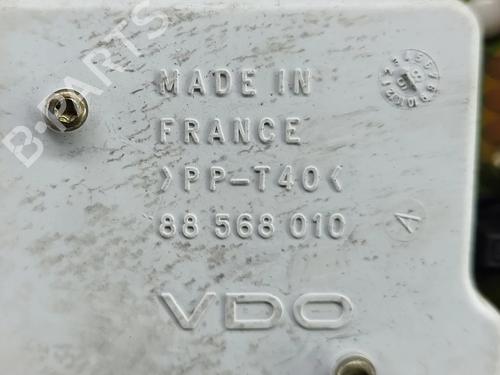 MADE IN
FRANCE
>PP-T40<
88 568 010
VDO
B-PARTS